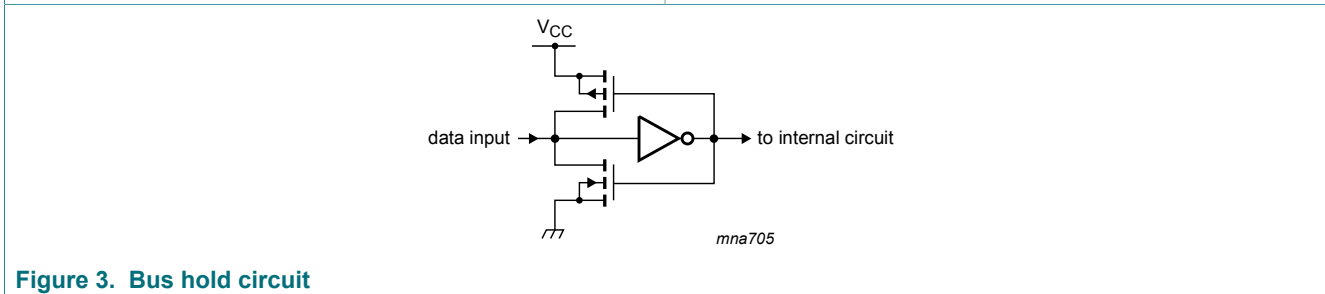 VCC
data input
to internal circuit
mna705
Figure 3. Bus hold circuit